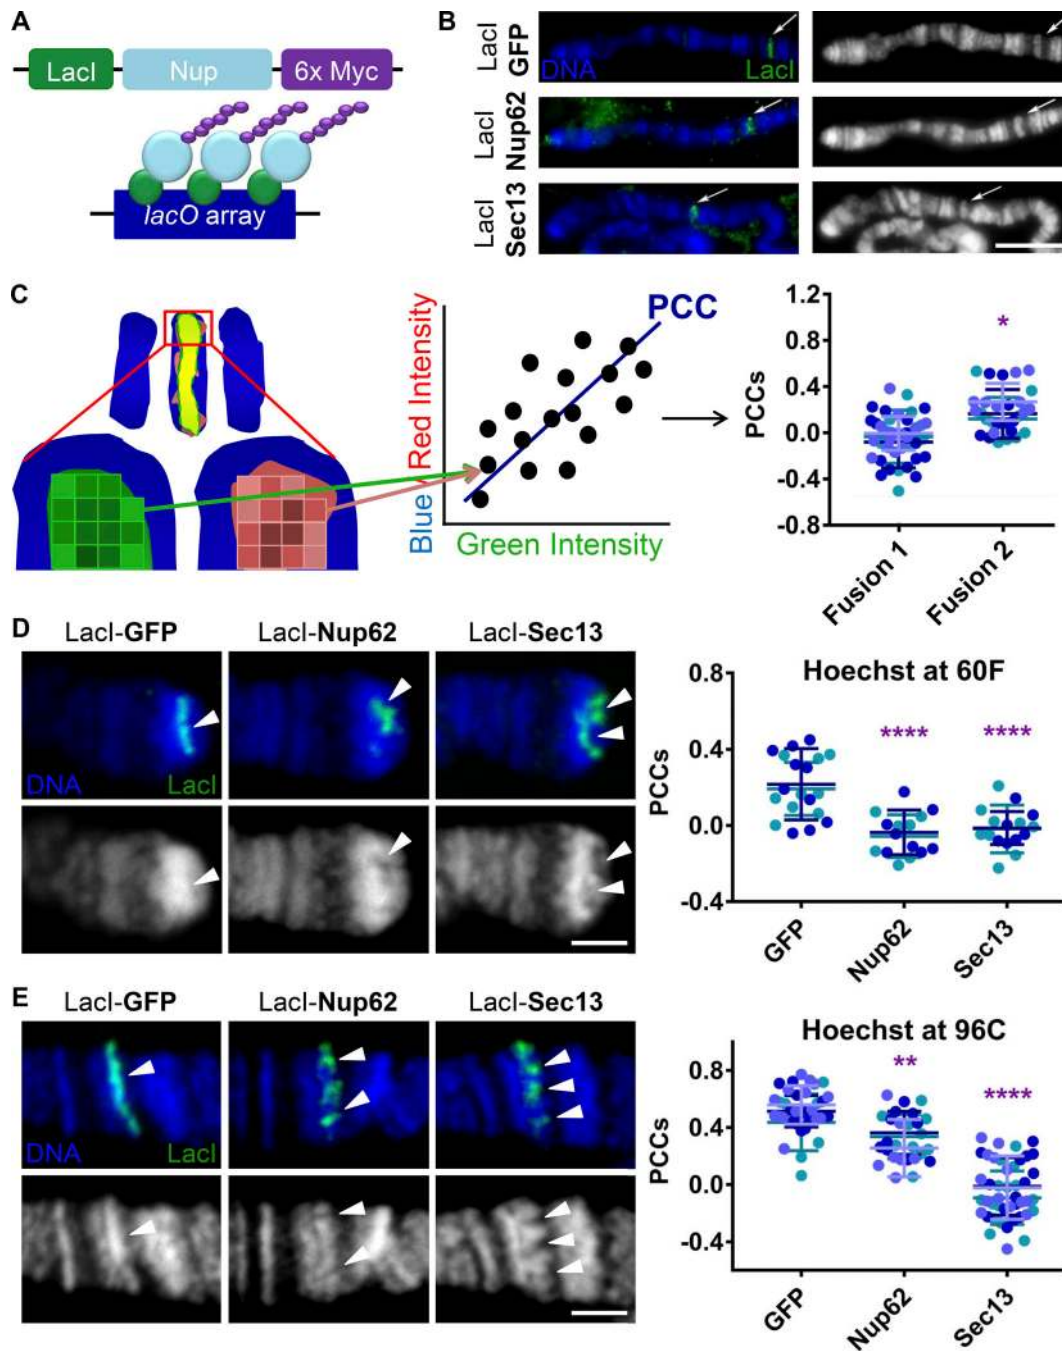 A
LacI Nup 6x Myc
lacO array
B
LacI GFP
DNA LacI
LacI Nup62
LacI Sec13
C
Blue / Red Intensity
Green Intensity
PCC
PCCs
1.2
0.8
0.4
0.0
-0.4
-0.8
*
Fusion 1
Fusion 2
D
LacI-GFP LacI-Nup62 LacI-Sec13
DNA LacI
Hoechst at 60F
PCCs
0.8
0.4
0.0
-0.4
**** ****
GFP
Nup62
Sec13
E
LacI-GFP LacI-Nup62 LacI-Sec13
DNA LacI
Hoechst at 96C
PCCs
0.8
0.4
0.0
-0.4
** ****
GFP
Nup62
Sec13